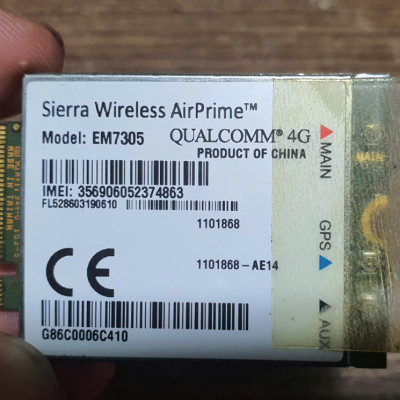 Sierra Wireless AirPrime™
Model: EM7305 QUALCOMM® 4G
PRODUCT OF CHINA
IMEI: 356906052374863
FL528603190610
1101868
1101868-AE14
CE
G86C0006C410
MAIN
GPS
AUX
MAIN